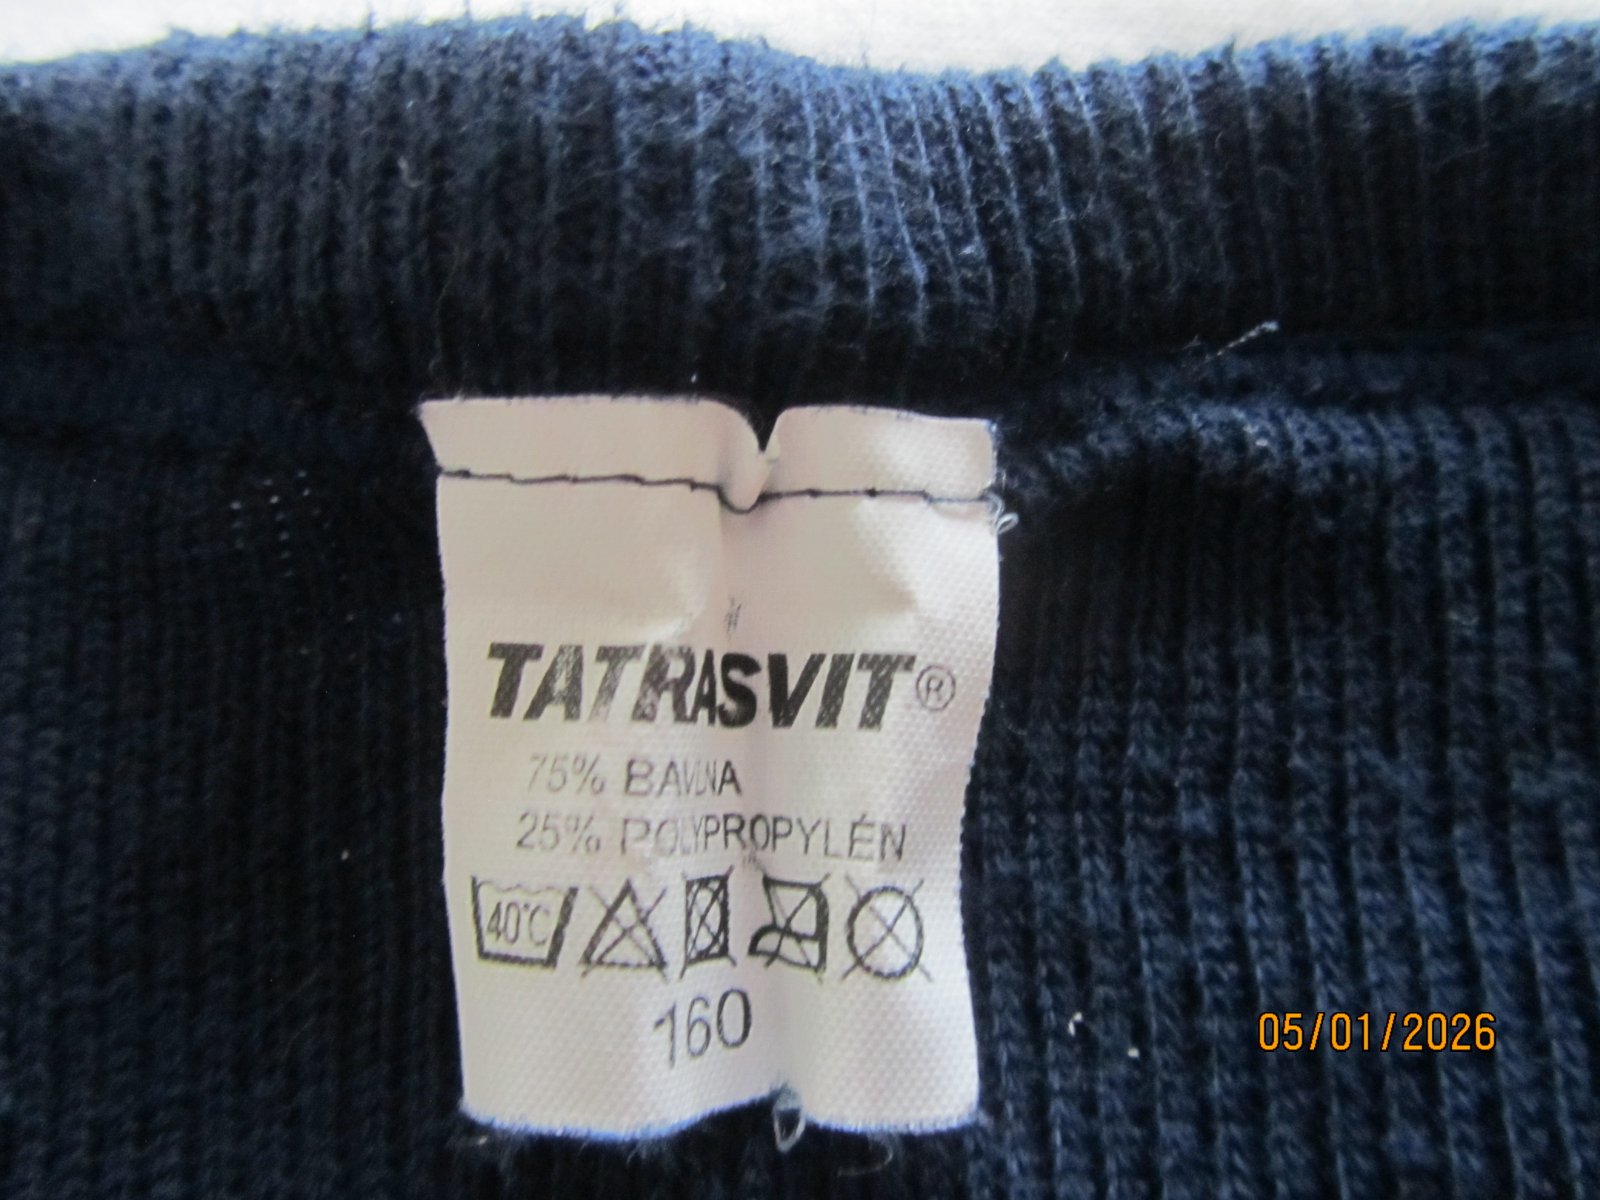 TATRASVIT®
75% BAVLNA
25% POLYPROPYLÉN
40°C
160
05/01/2026